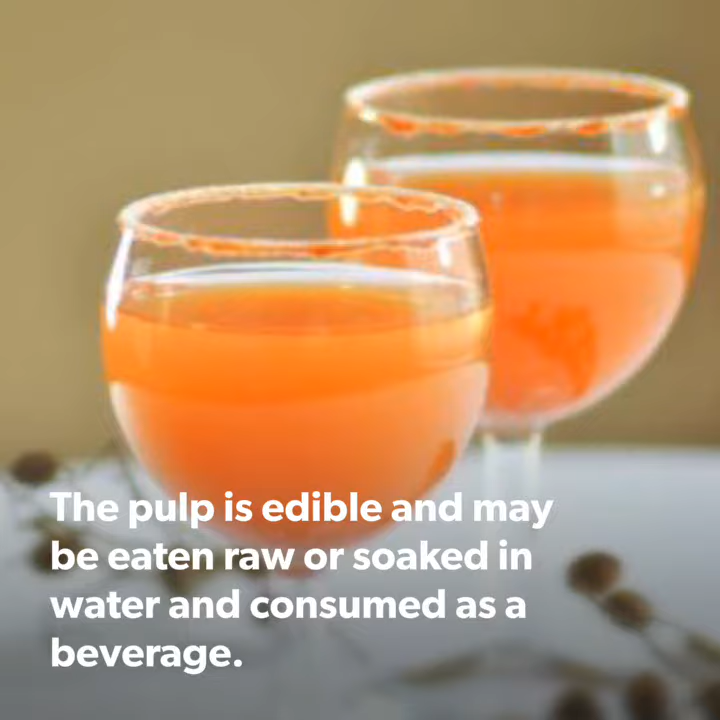 The pulp is edible and may
be eaten raw or soaked in
water and consumed as a
beverage.